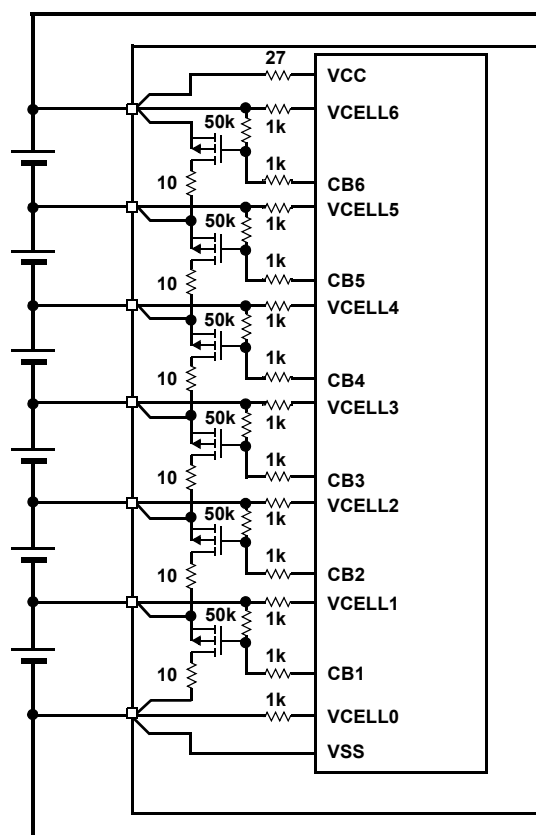 27
VCC
VCELL6
50k
1k
1k
10
CB6
VCELL5
50k
1k
1k
10
CB5
VCELL4
50k
1k
1k
10
CB4
VCELL3
50k
1k
1k
10
CB3
VCELL2
50k
1k
1k
10
CB2
VCELL1
50k
1k
1k
10
CB1
1k
VCELL0
VSS